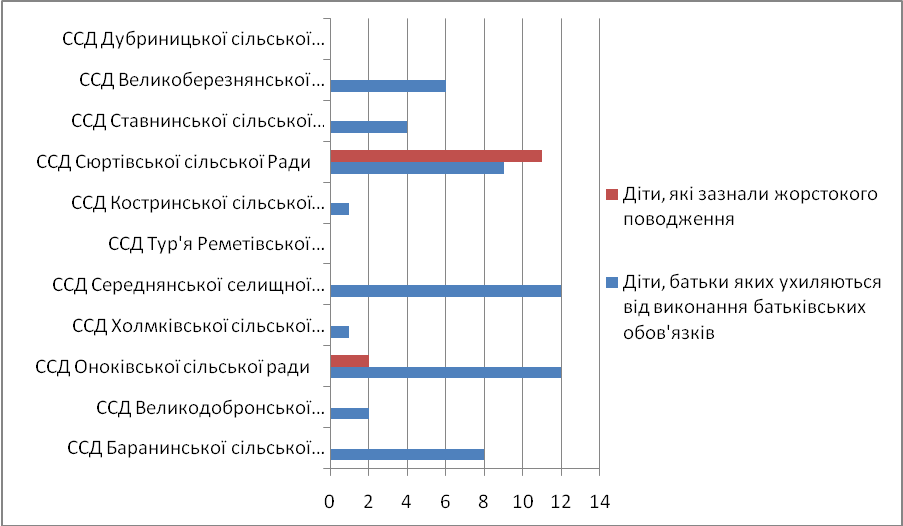 ССД Дубриницької сільської...
ССД Великоберезнянської...
ССД Ставнинської сільської...
ССД Сюртівської сільської Ради
ССД Костринської сільської...
ССД Тур'я Реметівської...
ССД Середнянської селищної...
ССД Холмківської сільської...
ССД Оноківської сільської ради
ССД Великодобронської...
ССД Баранинської сільської...
0 2 4 6 8 10 12 14
Діти, які зазнали жорстокого
поводження
Діти, батьки яких ухиляються
від виконання батьківських
обов'язків